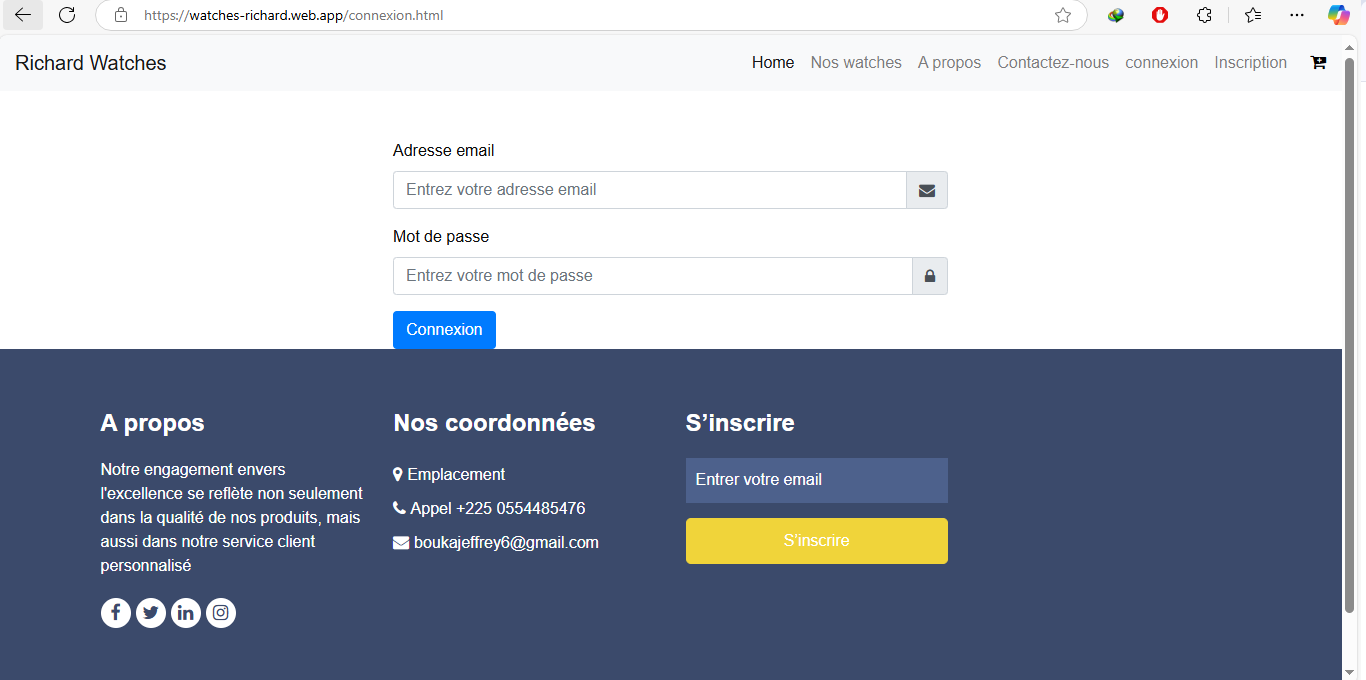 https://watches-richard.web.app/connexion.html
Richard Watches
Home Nos watches A propos Contactez-nous connexion Inscription
Adresse email
Entrez votre adresse email
Mot de passe
Entrez votre mot de passe
Connexion
A propos
Notre engagement envers
l'excellence se reflète non seulement
dans la qualité de nos produits, mais
aussi dans notre service client
personnalisé
Nos coordonnées
Emplacement
Appel +225 0554485476
boukajeffrey6@gmail.com
S’inscrire
Entrer votre email
S'inscrire